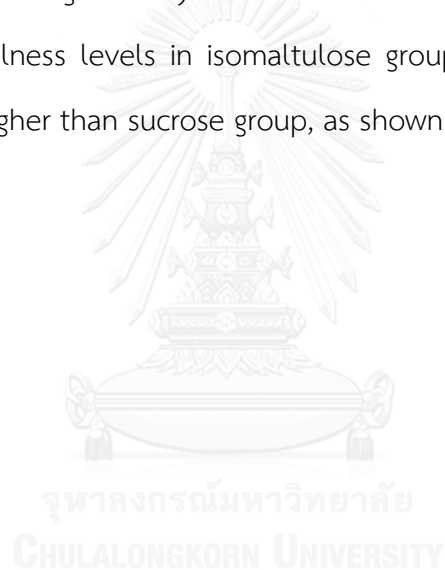 lness levels in isomaltulose group
gher than sucrose group, as shown
จุฬาลงกรณ์มหาวิทยาลัย
CHULALONGKORN UNIVERSITY